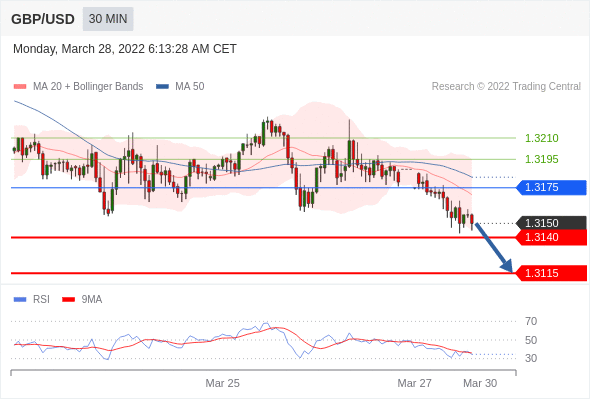 GBP/USD 30 MIN
Monday, March 28, 2022 6:13:28 AM CET
MA 20 + Bollinger Bands MA 50 Research © 2022 Trading Central
1.3210
1.3195
1.3175
1.3150
1.3140
1.3115
RSI 9MA
70
50
30
Mar 25 Mar 27 Mar 30